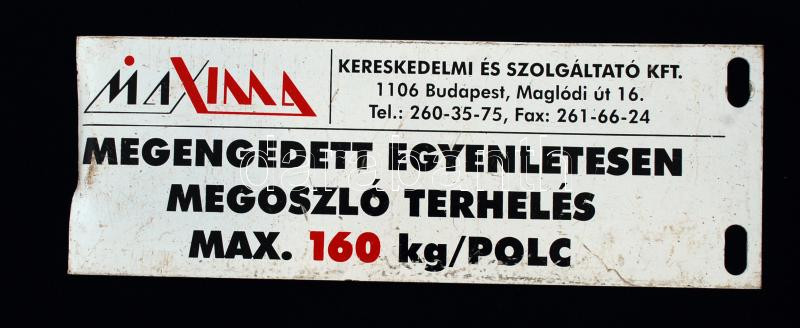 MAXIMA
KERESKEDELMI ÉS SZOLGÁLTATÓ KFT.
1106 Budapest, Maglódi út 16.
Tel.: 260-35-75, Fax: 261-66-24
MEGENGEDETT EGYENLETESEN
MEGOSZLÓ TERHELÉS
MAX. 160 kg/POLC